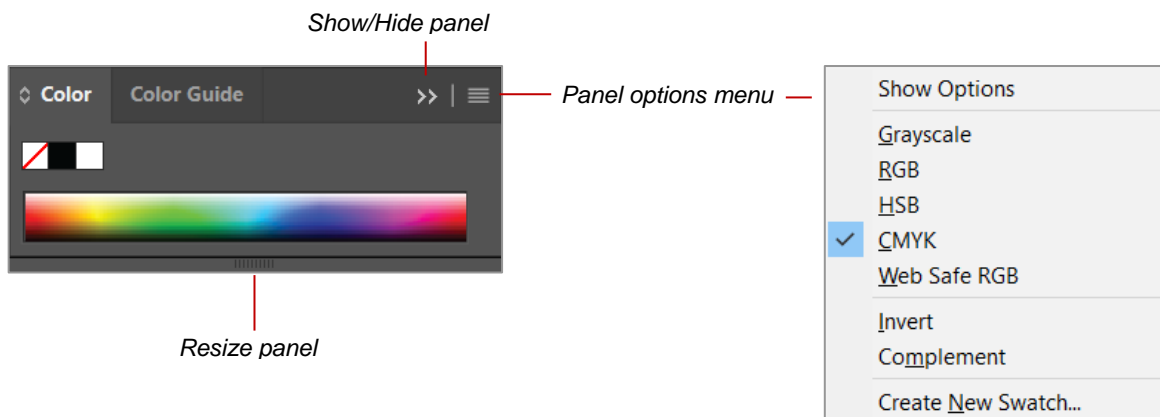 Show/Hide panel
Color Color Guide
Panel options menu
Resize panel
Show Options
Grayscale
RGB
HSB
CMYK
Web Safe RGB
Invert
Complement
Create New Swatch...